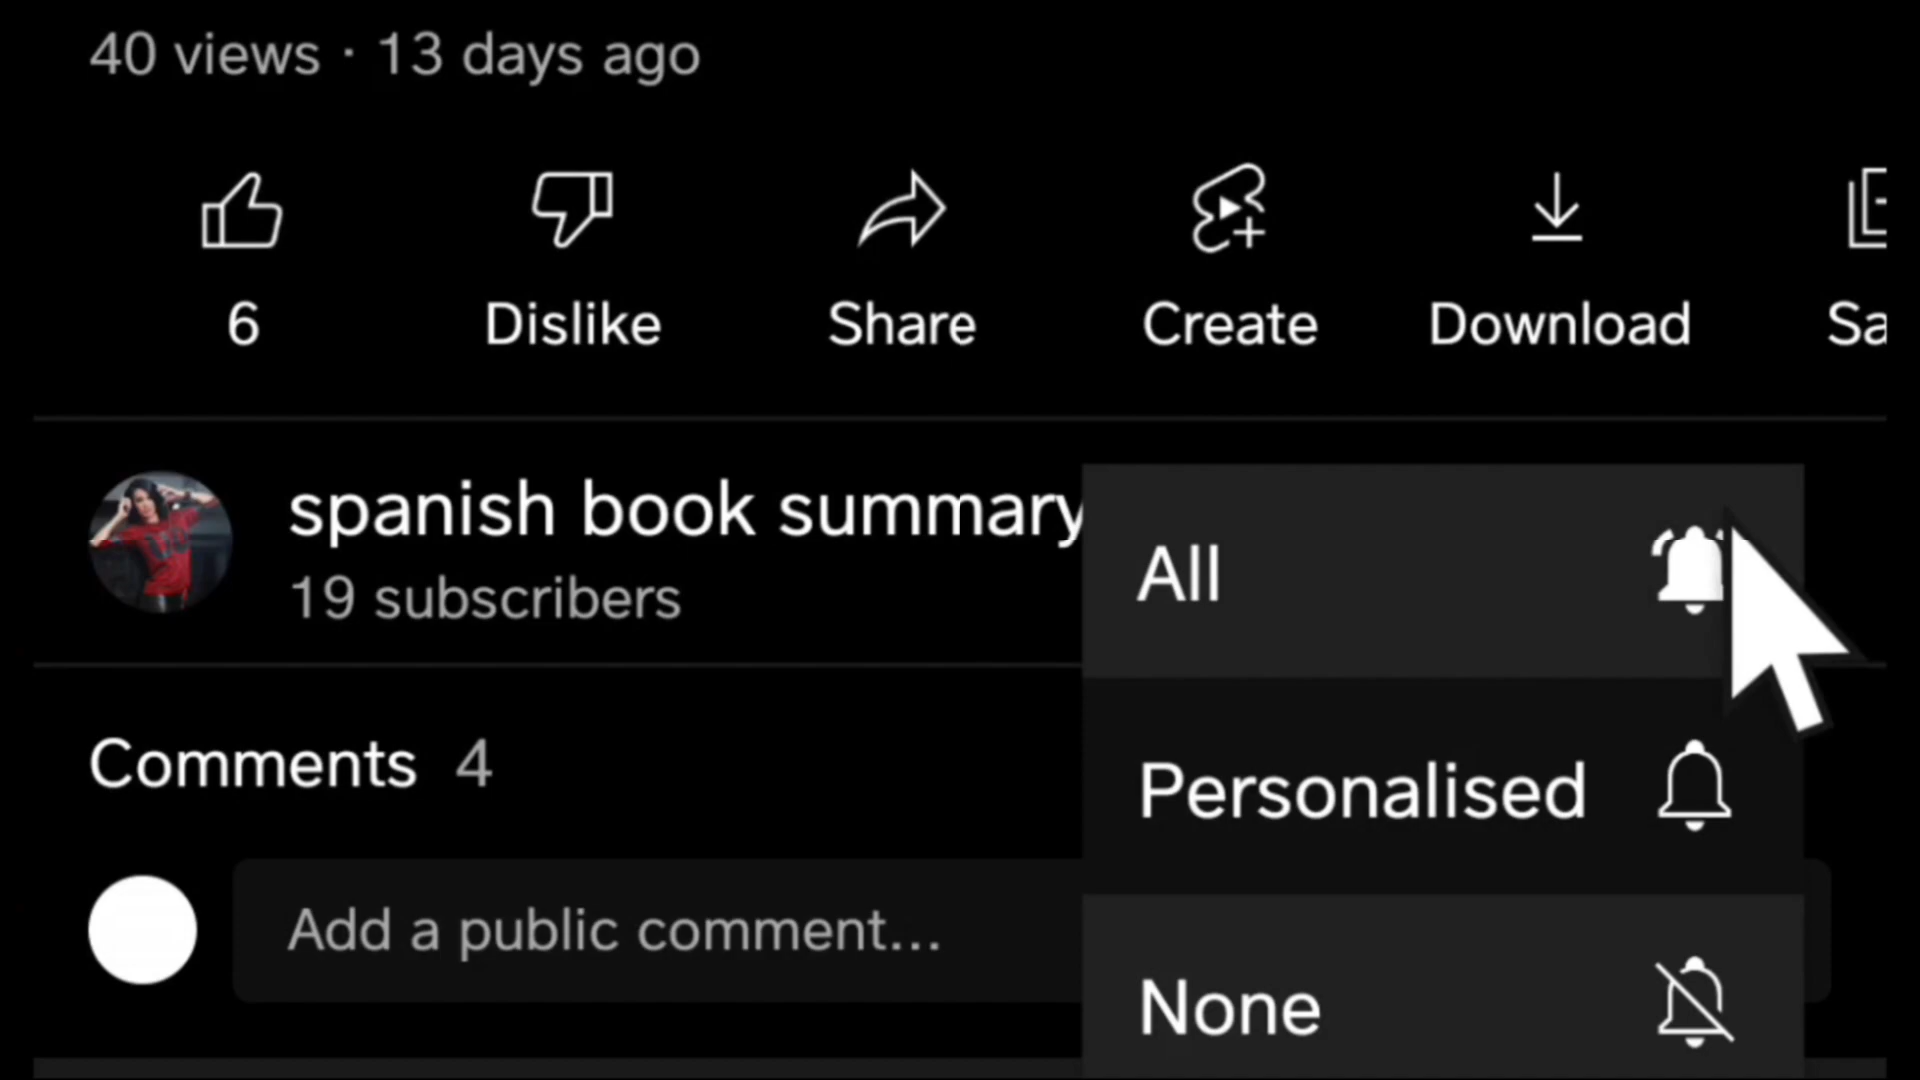 40 views · 13 days ago
6 Dislike Share Create Download Sa
spanish book summary
19 subscribers
All
Comments 4
Personalised
Add a public comment...
None